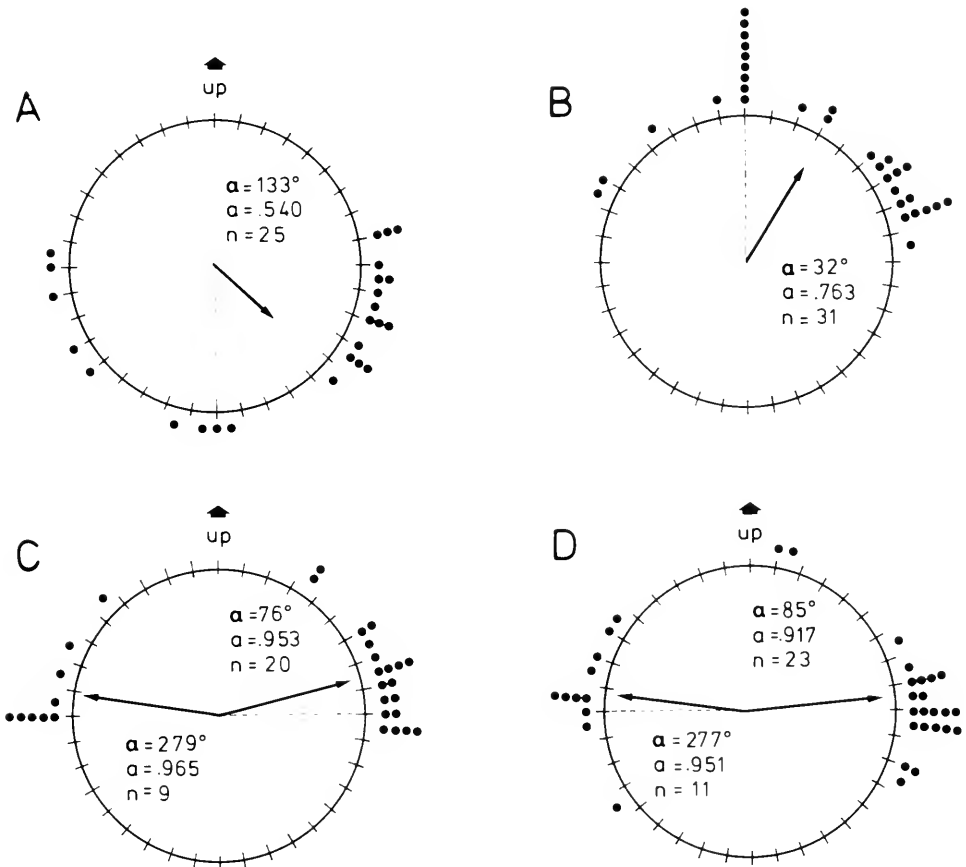 A
up
α = 133°
a = .540
n = 25
B
α = 32°
a = .763
n = 31
C
up
α = 76°
a = .953
n = 20
α = 279°
a = .965
n = 9
D
up
α = 85°
a = .917
n = 23
α = 277°
a = .951
n = 11